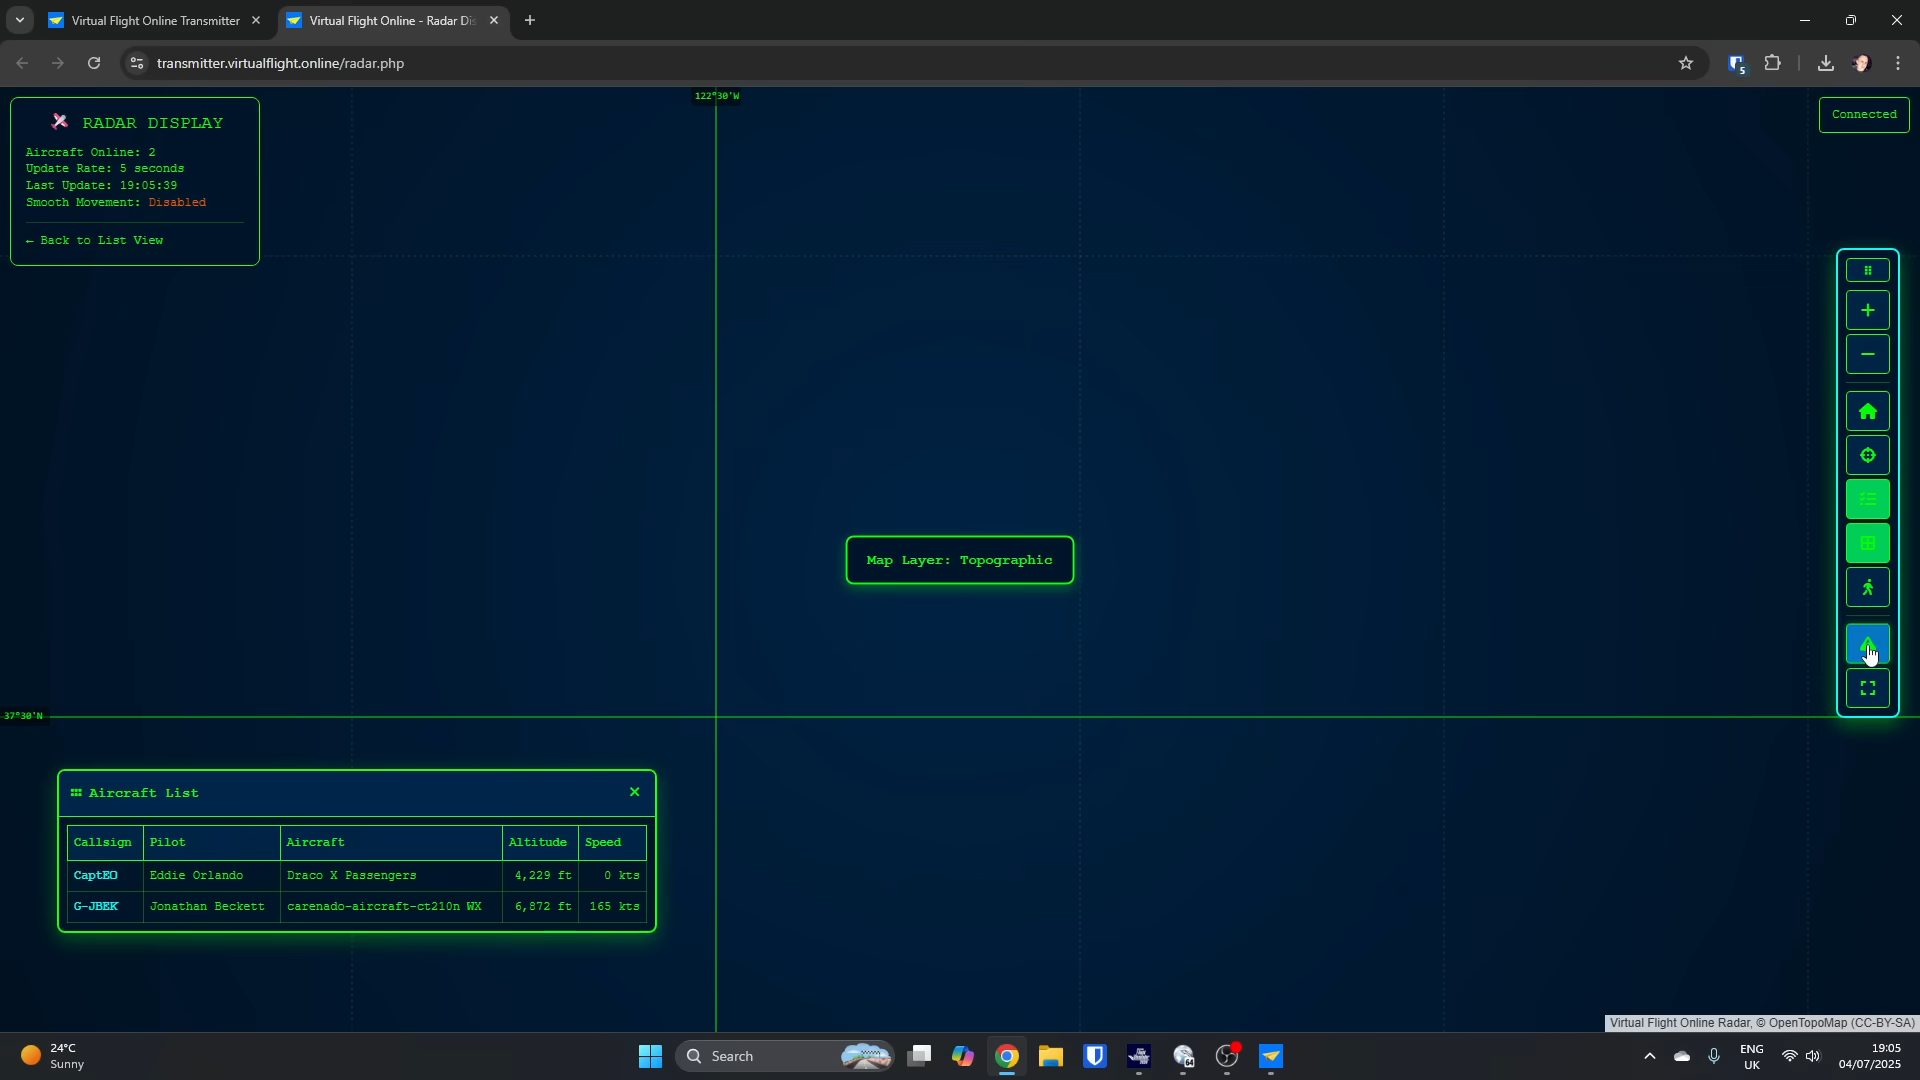 Virtual Flight Online Transmitter
Virtual Flight Online - Radar Dis
transmitter.virtualflight.online/radar.php
5
122°30'W
RADAR DISPLAY
Aircraft Online: 2
Update Rate: 5 seconds
Last Update: 19:05:39
Smooth Movement: Disabled
← Back to List View
Connected
Map Layer: Topographic
37°30'N
Aircraft List
Callsign Pilot Aircraft Altitude Speed
CaptEO Eddie Orlando Draco X Passengers 4,229 ft 0 kts
G-JBEK Jonathan Beckett carenado-aircraft-ct210n WX 6,872 ft 165 kts
Virtual Flight Online Radar, © OpenTopoMap (CC-BY-SA)
24°C
Sunny
Search
64
ENG
UK
19:05
04/07/2025